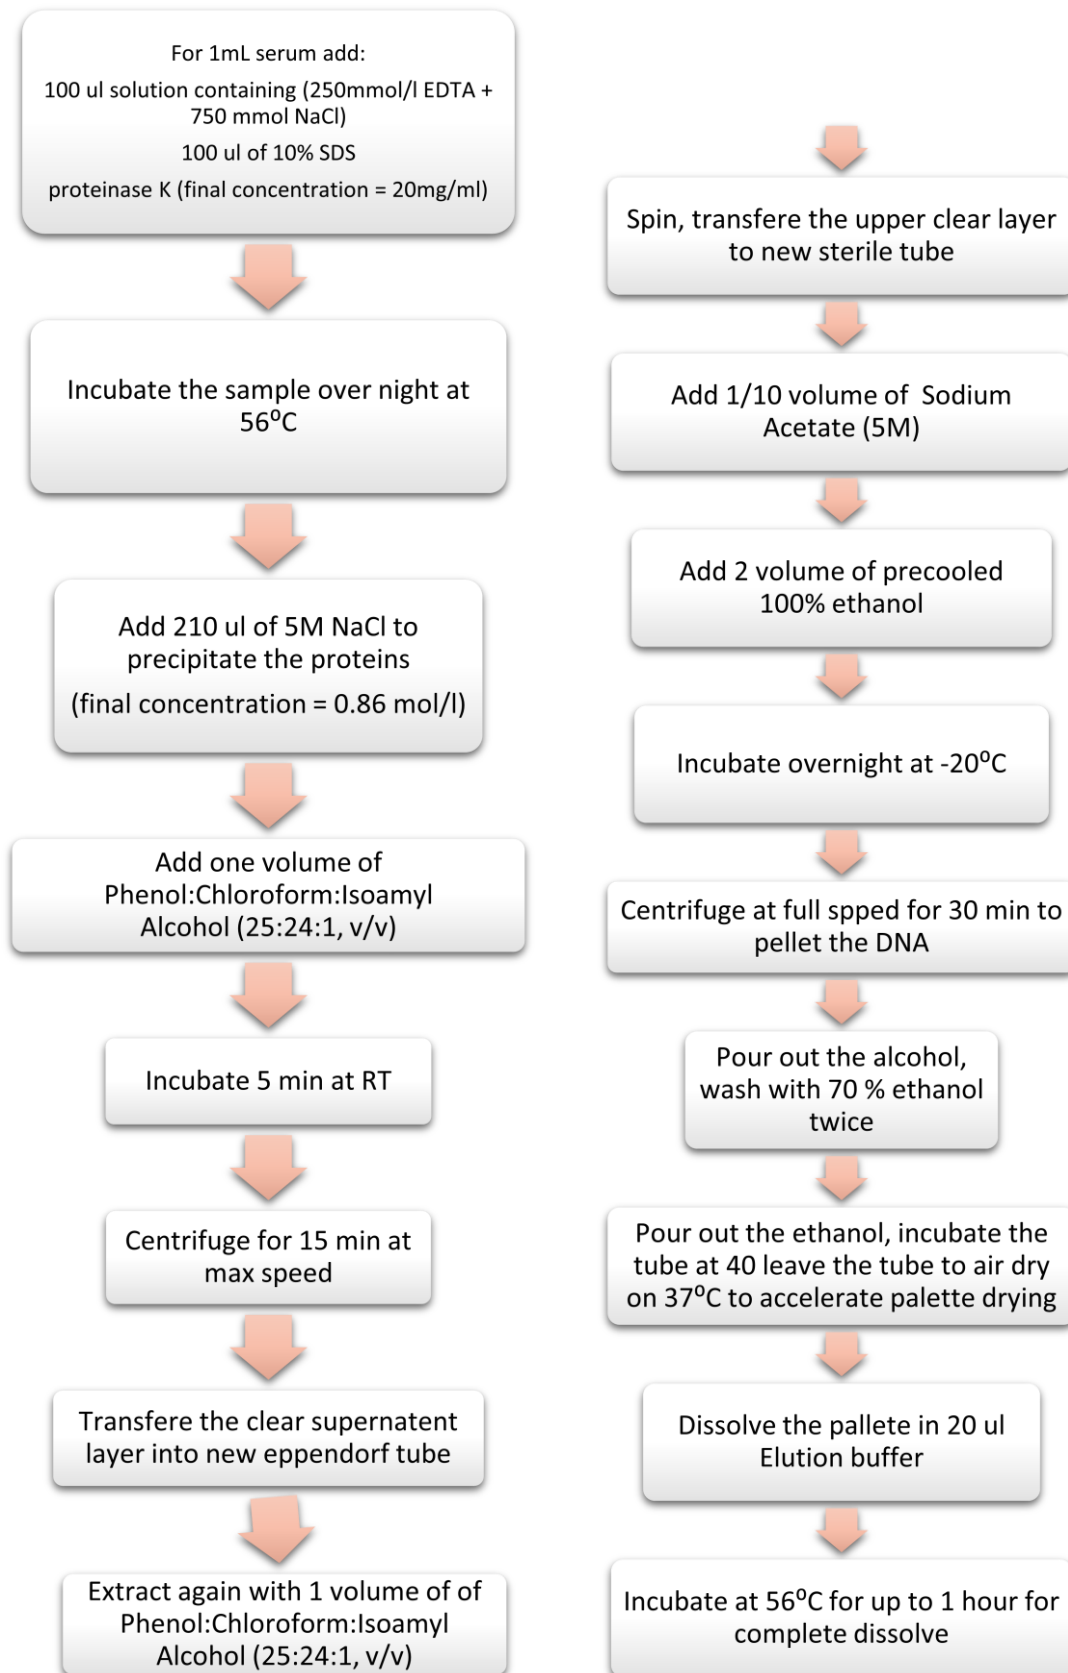 For 1mL serum add:
100 ul solution containing (250mmol/l EDTA +
750 mmol NaCl)
100 ul of 10% SDS
proteinase K (final concentration = 20mg/ml)
Incubate the sample over night at
56⁰C
Add 210 ul of 5M NaCl to
precipitate the proteins
(final concentration = 0.86 mol/l)
Add one volume of
Phenol:Chloroform:Isoamyl
Alcohol (25:24:1, v/v)
Incubate 5 min at RT
Centrifuge for 15 min at
max speed
Transfere the clear supernatent
layer into new eppendorf tube
Extract again with 1 volume of of
Phenol:Chloroform:Isoamyl
Alcohol (25:24:1, v/v)
Spin, transfere the upper clear layer
to new sterile tube
Add 1/10 volume of Sodium
Acetate (5M)
Add 2 volume of precooled
100% ethanol
Incubate overnight at -20⁰C
Centrifuge at full spped for 30 min to
pellet the DNA
Pour out the alcohol,
wash with 70 % ethanol
twice
Pour out the ethanol, incubate the
tube at 40 leave the tube to air dry
on 37⁰C to accelerate palette drying
Dissolve the pallete in 20 ul
Elution buffer
Incubate at 56⁰C for up to 1 hour for
complete dissolve